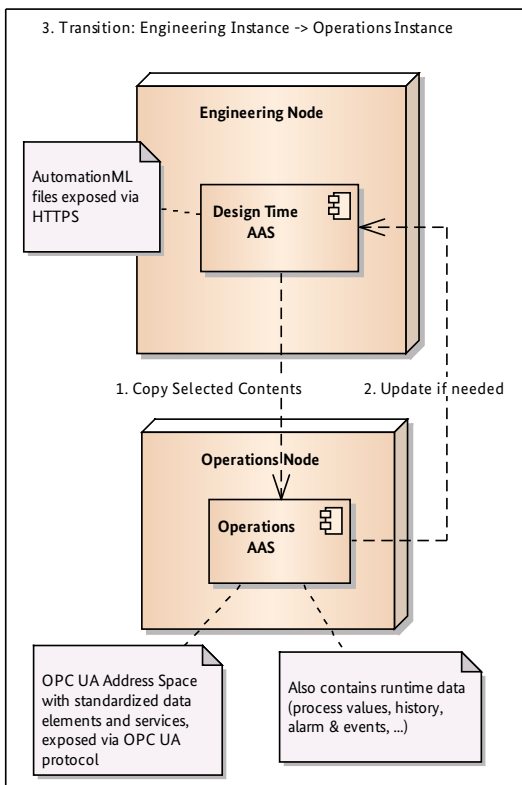 3. Transition: Engineering Instance -> Operations Instance
Engineering Node
AutomationML
files exposed via
HTTPS
Design Time
AAS
1. Copy Selected Contents
2. Update if needed
Operations Node
Operations
AAS
OPC UA Address Space
with standardized data
elements and services,
exposed via OPC UA
protocol
Also contains runtime data
(process values, history,
alarm & events, ...)